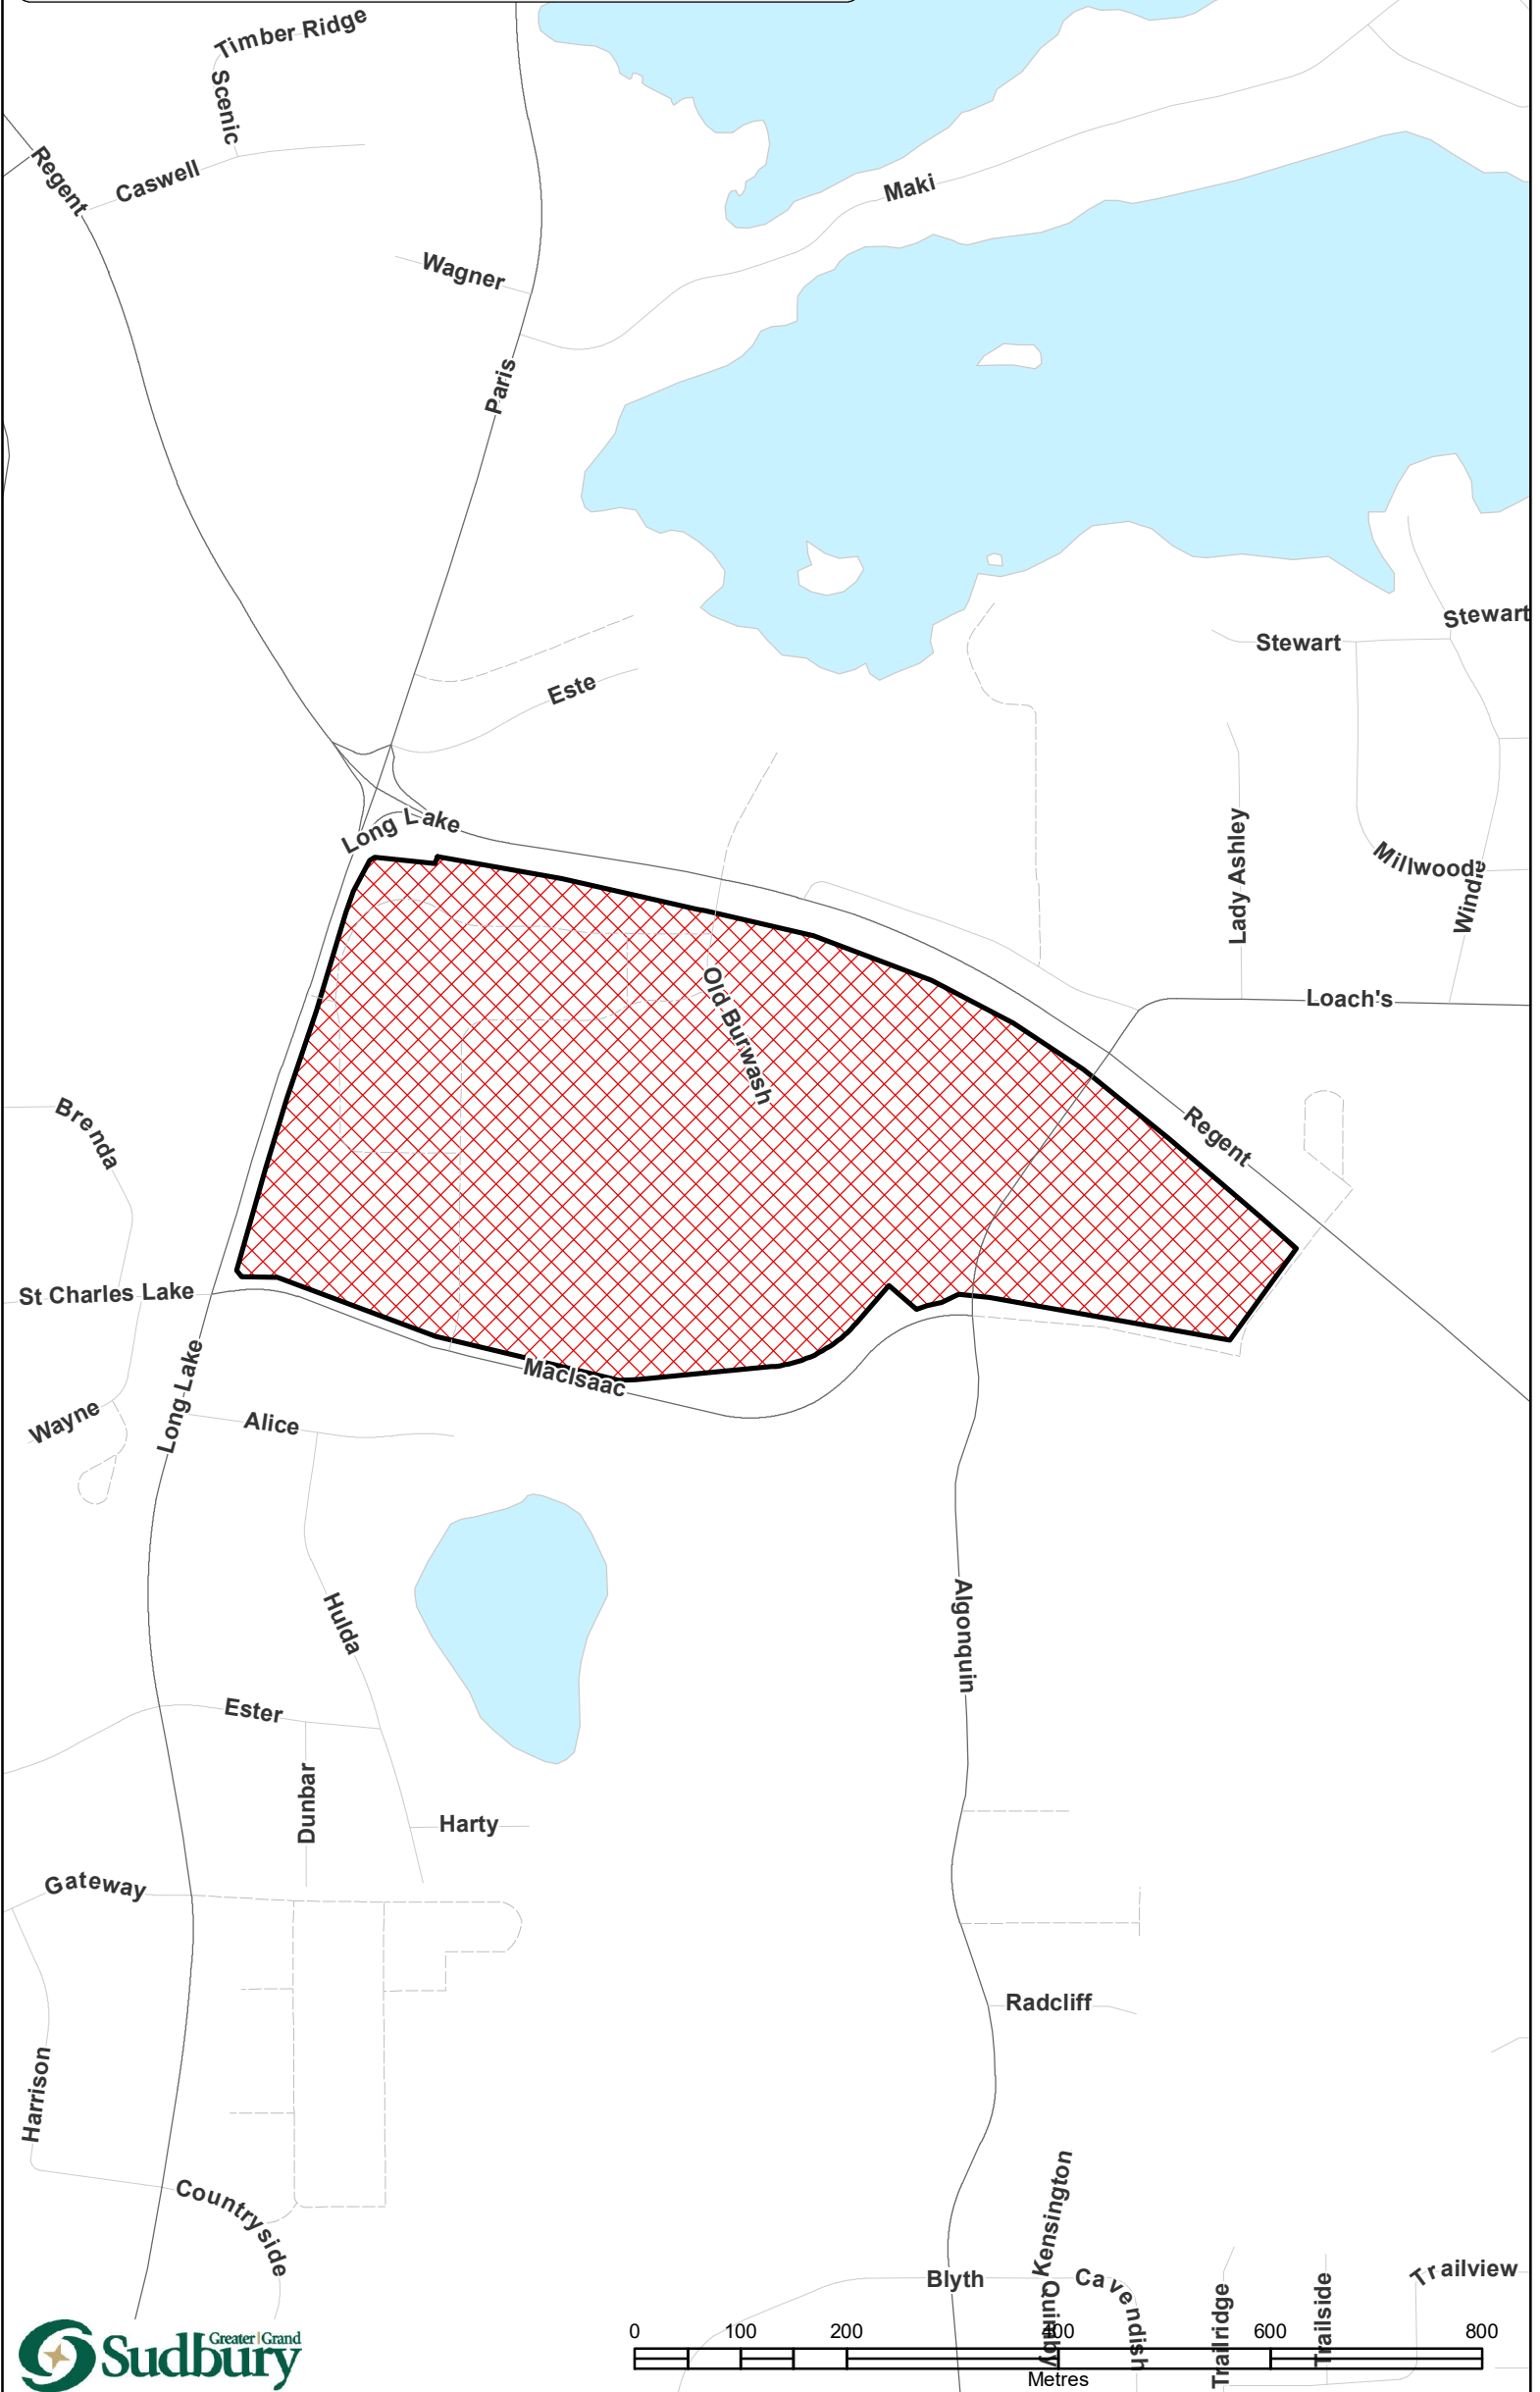 Timber Ridge
Scenic
Regent
Caswell
Maki
Wagner
Paris
Stewart
Stewart
Este
Long Lake
Lady Ashley
Millwood
Windle
Old Burwash
Loach's
Brenda
Regent
St Charles Lake
Long Lake
MacIsaac
Wayne
Alice
Hulda
Algonquin
Ester
Dunbar
Harty
Gateway
Radcliff
Harrison
Countryside
Kensington
Blyth
Cavendish
Quimby
Trailridge
Trailside
Trailview
Greater | Grand
Sudbury
0 100 200 400 600 800
Metres